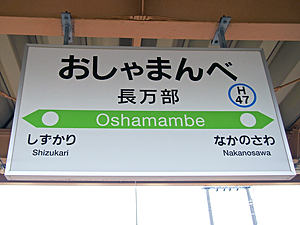 おしゃまんべ
H
47
長万部
Oshamambe
しずかり
Shizukari
なかのさわ
Nakanosawa